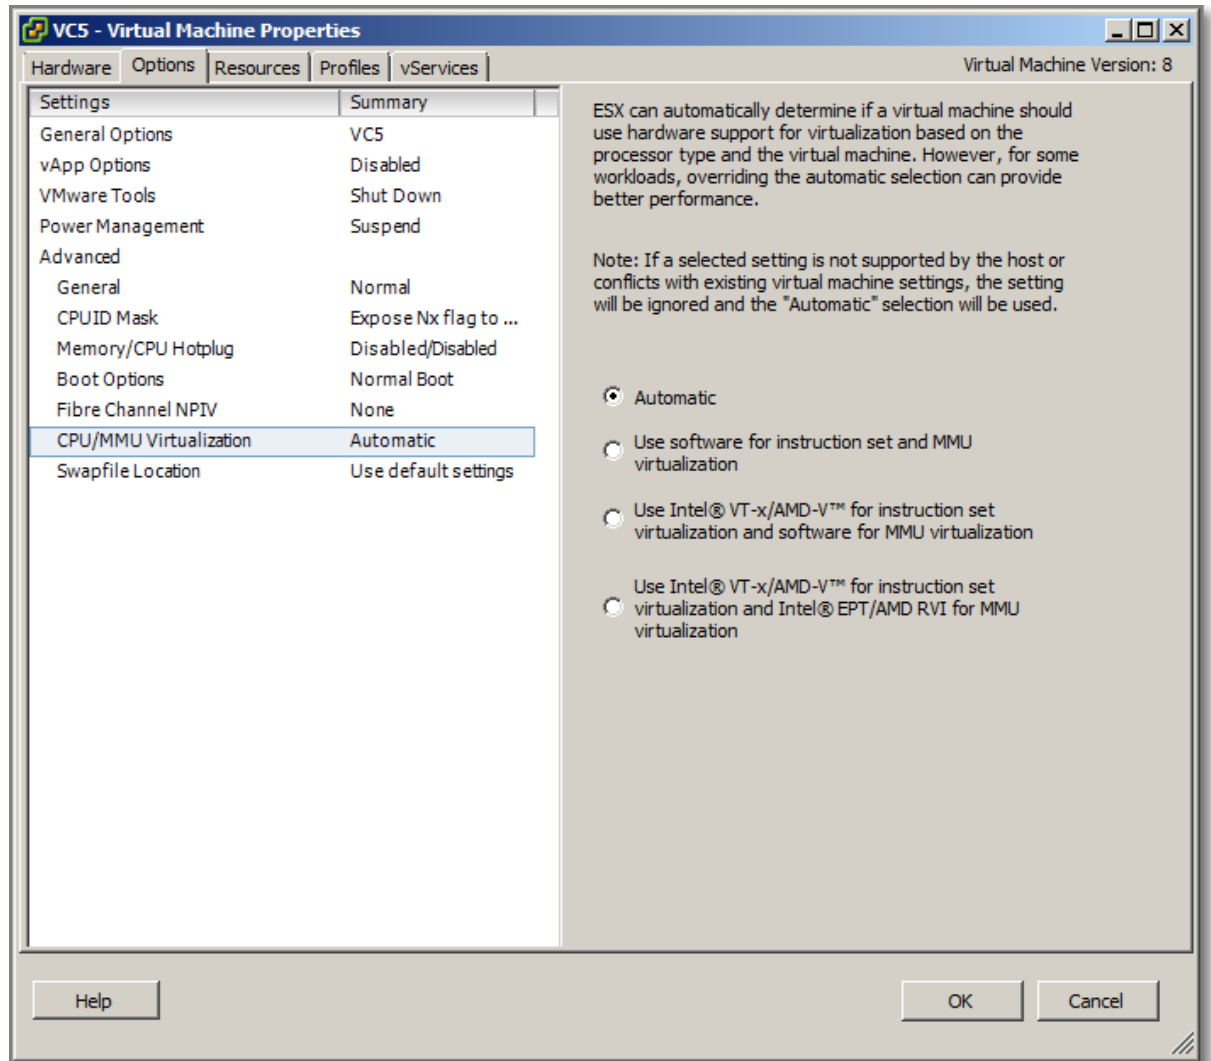 VC5 - Virtual Machine Properties
Hardware Options Resources Profiles vServices Virtual Machine Version: 8
Settings Summary
General Options VC5
vApp Options Disabled
VMware Tools Shut Down
Power Management Suspend
Advanced
General Normal
CPUID Mask Expose Nx flag to ...
Memory/CPU Hotplug Disabled/Disabled
Boot Options Normal Boot
Fibre Channel NPIV None
CPU/MMU Virtualization Automatic
Swapfile Location Use default settings
ESX can automatically determine if a virtual machine should
use hardware support for virtualization based on the
processor type and the virtual machine. However, for some
workloads, overriding the automatic selection can provide
better performance.
Note: If a selected setting is not supported by the host or
conflicts with existing virtual machine settings, the setting
will be ignored and the "Automatic" selection will be used.
Automatic
Use software for instruction set and MMU
virtualization
Use Intel® VT-x/AMD-V™ for instruction set
virtualization and software for MMU virtualization
Use Intel® VT-x/AMD-V™ for instruction set
virtualization and Intel® EPT/AMD RVI for MMU
virtualization
Help OK Cancel